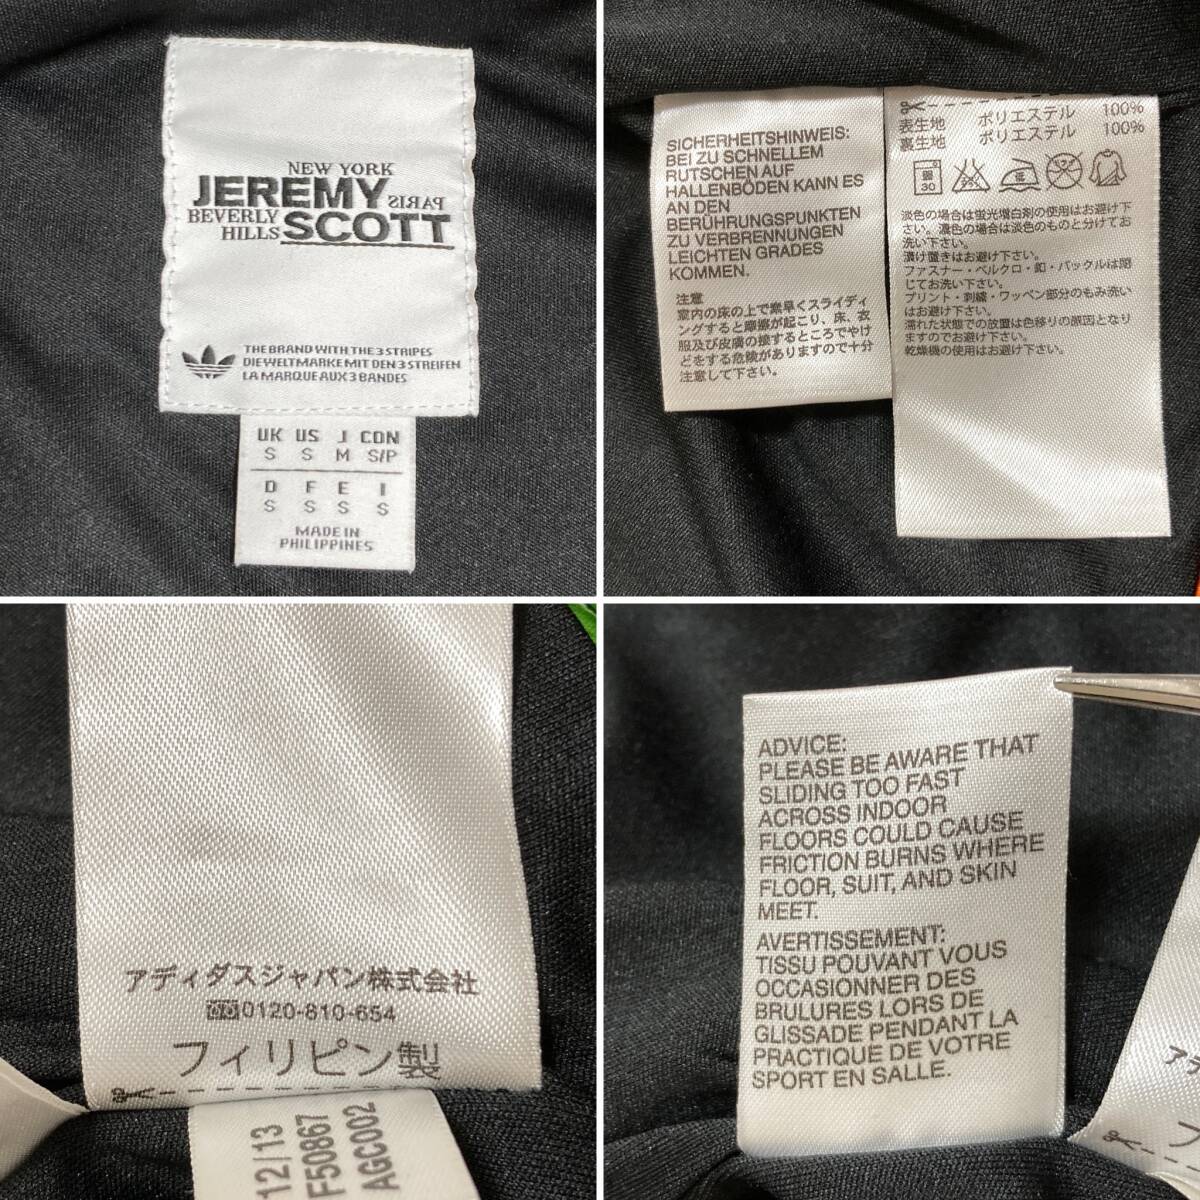 NEW YORK
JEREMY PARIS
BEVERLY
HILLS SCOTT
THE BRAND WITH THE 3 STRIPES
DIE WELTMARKE MIT DEN 3 STREIFEN
LA MARQUE AUX 3 BANDES
UK US J CDN
S S M S/P
D F E I
S S S S
MADE IN
PHILIPPINES
SICHERHEITSHINWEIS:
BEI ZU SCHNELLEM
RUTSCHEN AUF
HALLENBÖDEN KANN ES
AN DEN
BERÜHRUNGSPUNKTEN
ZU VERBRENNUNGEN
LEICHTEN GRADES
KOMMEN.
注意
室内の床の上で素早くスライディ
ングすると摩擦が起こり、床、衣
服及び皮膚の接するところでやけ
どをする危険がありますので十分
注意して下さい。
表生地 ポリエステル 100%
裏生地 ポリエステル 100%
30
淡色の場合は蛍光増白剤の使用はお避け下
さい。濃色の場合は淡色のものと分けてお
洗い下さい。
漬け置きはお避け下さい。
ファスナー・ベルクロ・釦・バックルは閉
じてお洗い下さい。
プリント・刺繍・ワッペン部分のもみ洗い
はお避け下さい。
濡れた状態での放置は色移りの原因となり
ますのでお避け下さい。
乾燥機の使用はお避け下さい。
アディダスジャパン株式会社
0120-810-654
フィリピン製
12/13
F50867
AGC002
ADVICE:
PLEASE BE AWARE THAT
SLIDING TOO FAST
ACROSS INDOOR
FLOORS COULD CAUSE
FRICTION BURNS WHERE
FLOOR, SUIT, AND SKIN
MEET.
AVERTISSEMENT:
TISSU POUVANT VOUS
OCCASIONNER DES
BRULURES LORS DE
GLISSADE PENDANT LA
PRACTIQUE DE VOTRE
SPORT EN SALLE.